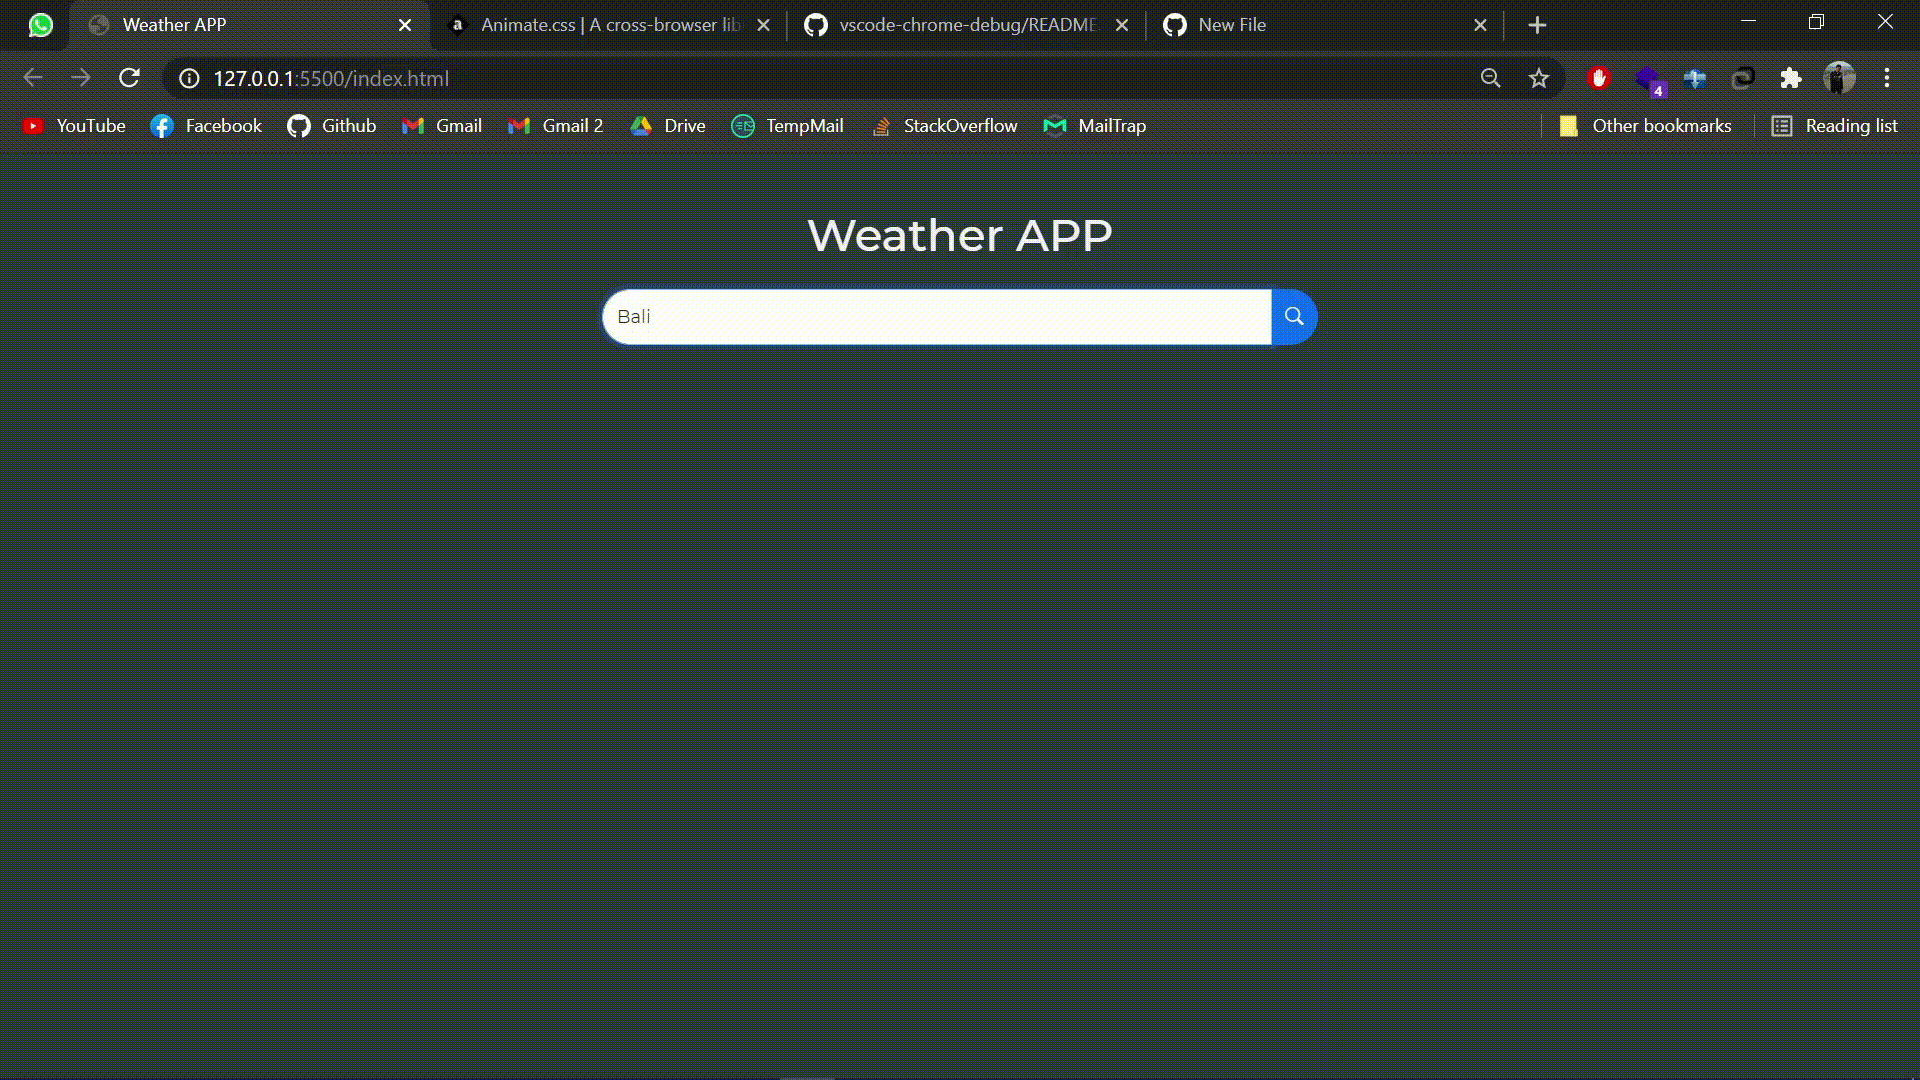 Weather APP
Animate.css | A cross-browser lib
vscode-chrome-debug/README.
New File
127.0.0.1:5500/index.html
4
YouTube
Facebook
Github
Gmail
Gmail 2
Drive
TempMail
StackOverflow
MailTrap
Other bookmarks
Reading list
Weather APP
Bali